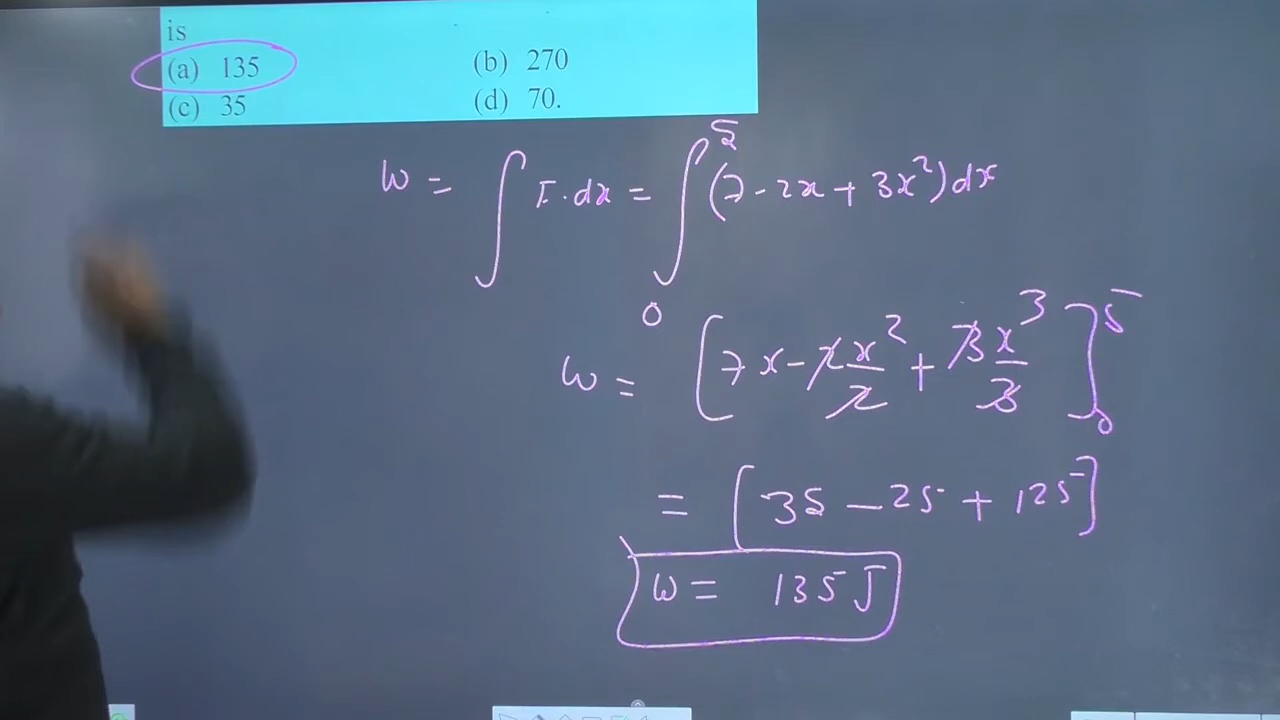 is
(a) 135 (b) 270
(c) 35 (d) 70.
W = ∫ F.dx = ∫₀⁵ (7 - 2x + 3x²) dx
W = [7x - 2x²/2 + 3x³/3]₀⁵
= [35 - 25 + 125]
W = 135 J